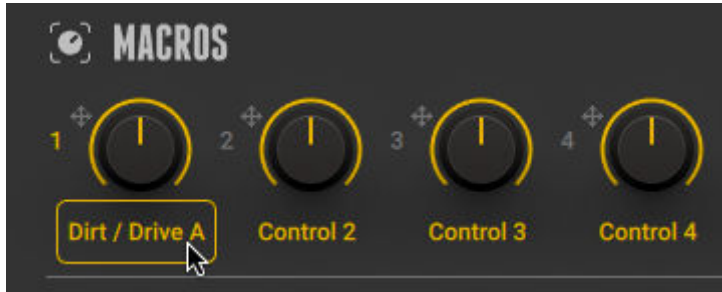 MACROS
1 2 3 4
Dirt / Drive A Control 2 Control 3 Control 4